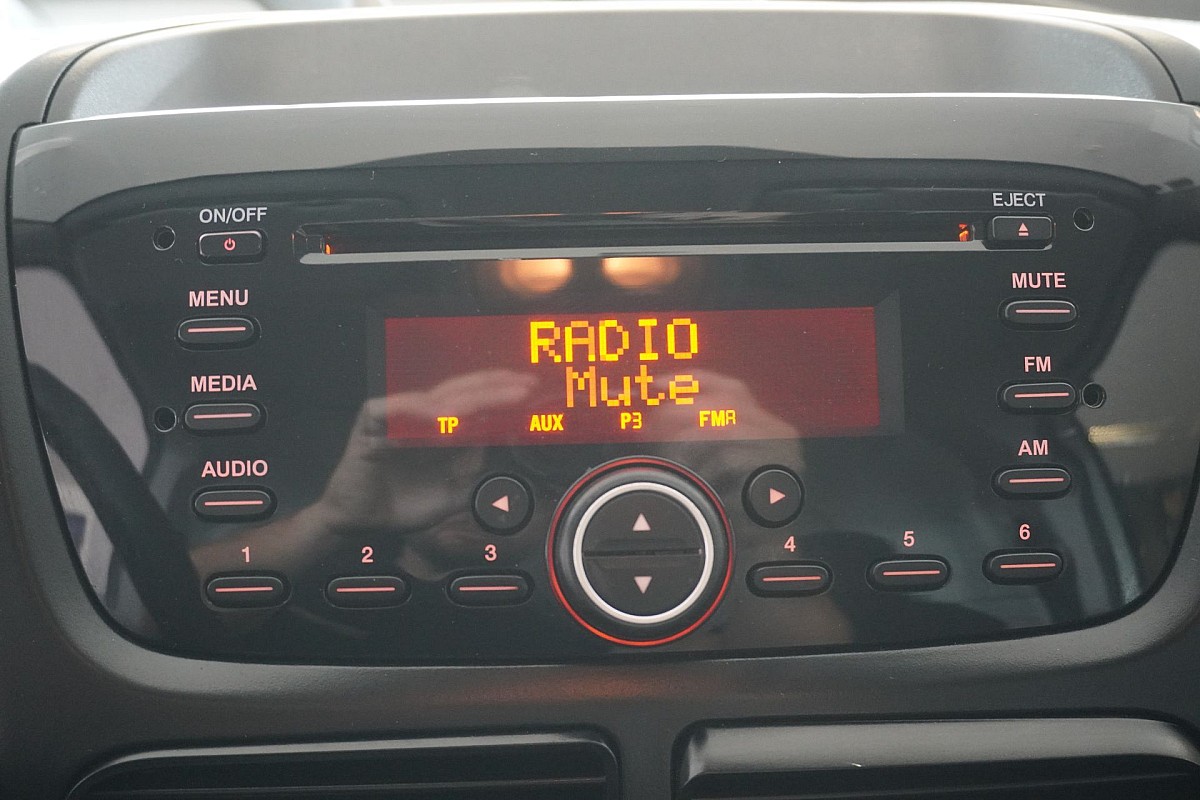 ON/OFF
EJECT
MENU
MUTE
RADIO
Mute
MEDIA
FM
TP AUX P3 FMA
AUDIO
AM
1 2 3 4 5 6